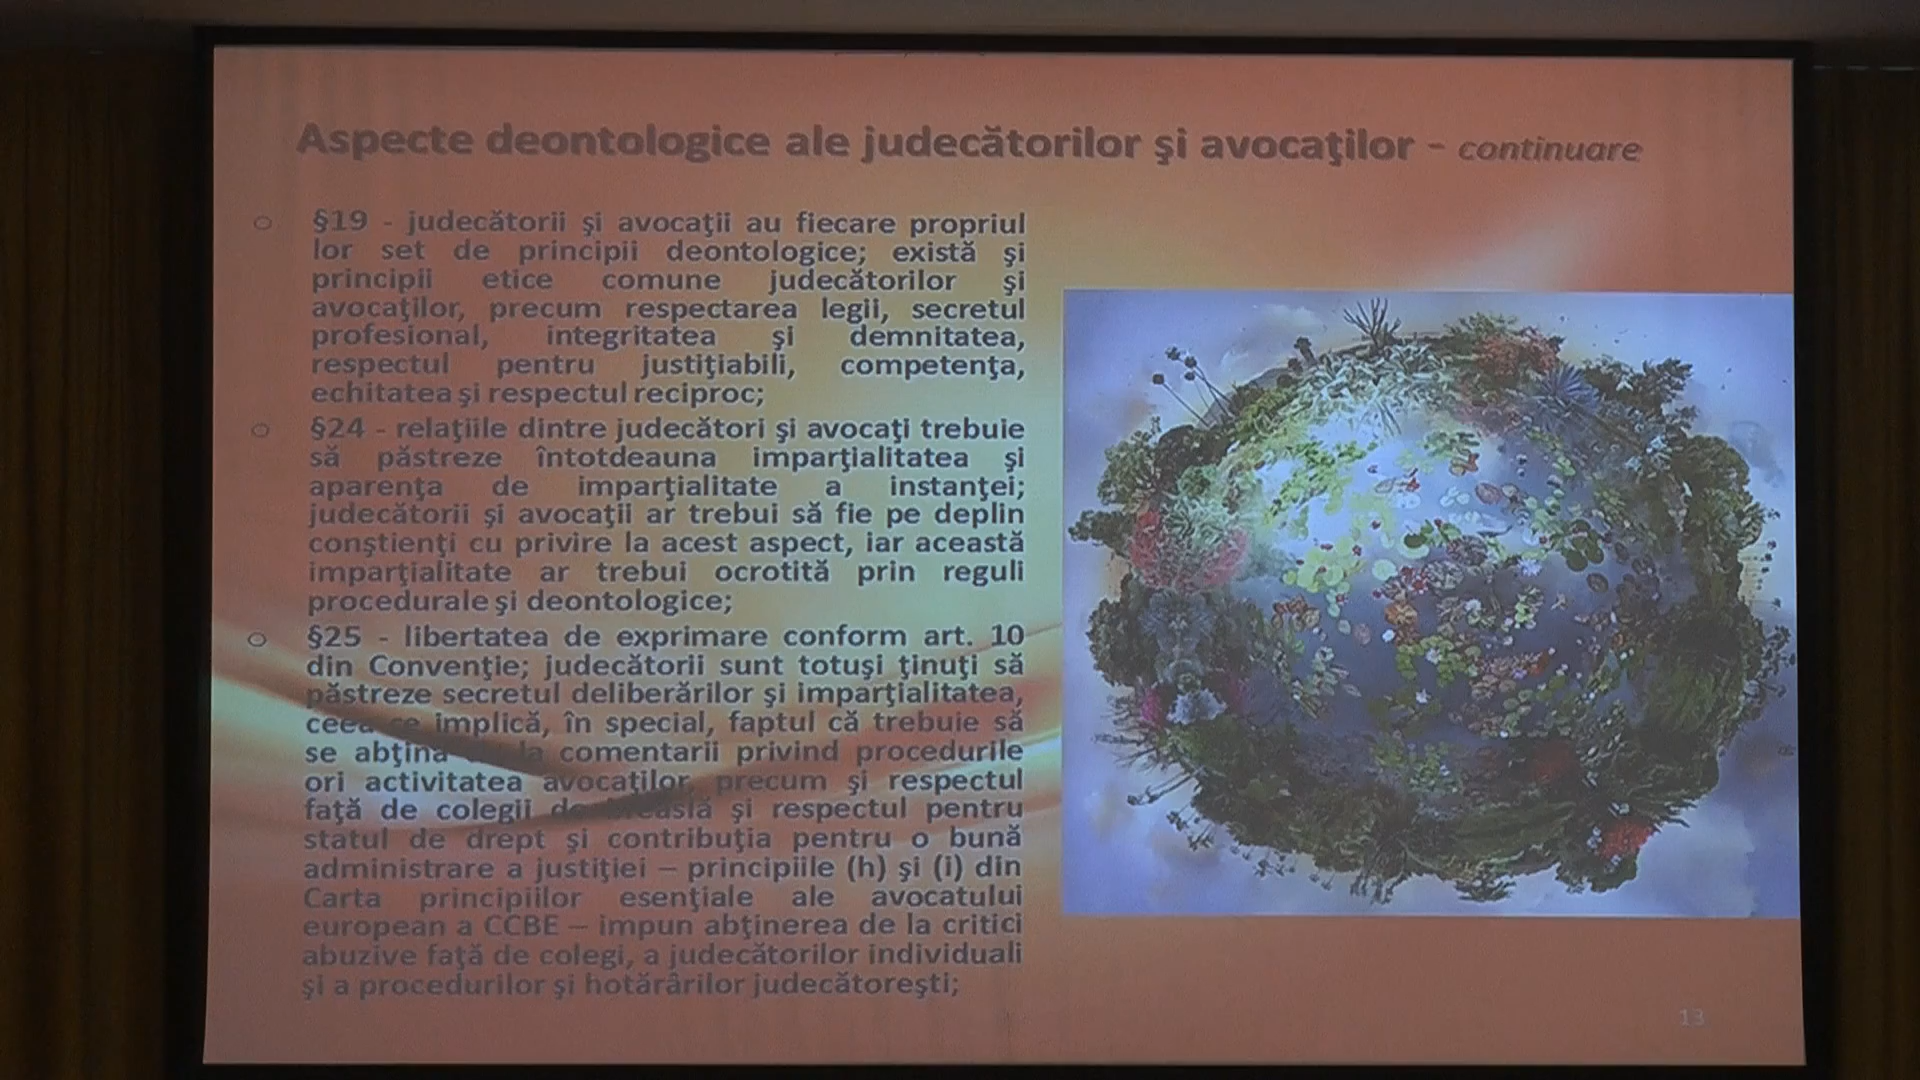 Aspecte deontologice ale judecătorilor şi avocaţilor - continuare
§19 - judecătorii şi avocaţii au fiecare propriul
lor set de principii deontologice; există şi
principii etice comune judecătorilor şi
avocaţilor, precum respectarea legii, secretul
profesional, integritatea şi demnitatea,
respectul pentru justiţiabili, competenţa,
echitatea şi respectul reciproc;
§24 - relaţiile dintre judecători şi avocaţi trebuie
să păstreze întotdeauna imparţialitatea şi
aparenţa de imparţialitate a instanţei;
judecătorii şi avocaţii ar trebui să fie pe deplin
conştienţi cu privire la acest aspect, iar această
imparţialitate ar trebui ocrotită prin reguli
procedurale şi deontologice;
§25 - libertatea de exprimare conform art. 10
din Convenţie; judecătorii sunt totuşi ţinuţi să
păstreze secretul deliberărilor şi imparţialitatea,
ceea ce implică, în special, faptul că trebuie să
se abţină la comentarii privind procedurile
ori activitatea avocaţilor, precum şi respectul
faţă de colegii de şi respectul pentru
statul de drept şi contribuţia pentru o bună
administrare a justiţiei – principiile (h) şi (i) din
Carta principiilor esenţiale ale avocatului
european a CCBE – impun abţinerea de la critici
abuzive faţă de colegi, a judecătorilor individuali
şi a procedurilor şi hotărârilor judecătoreşti;
13